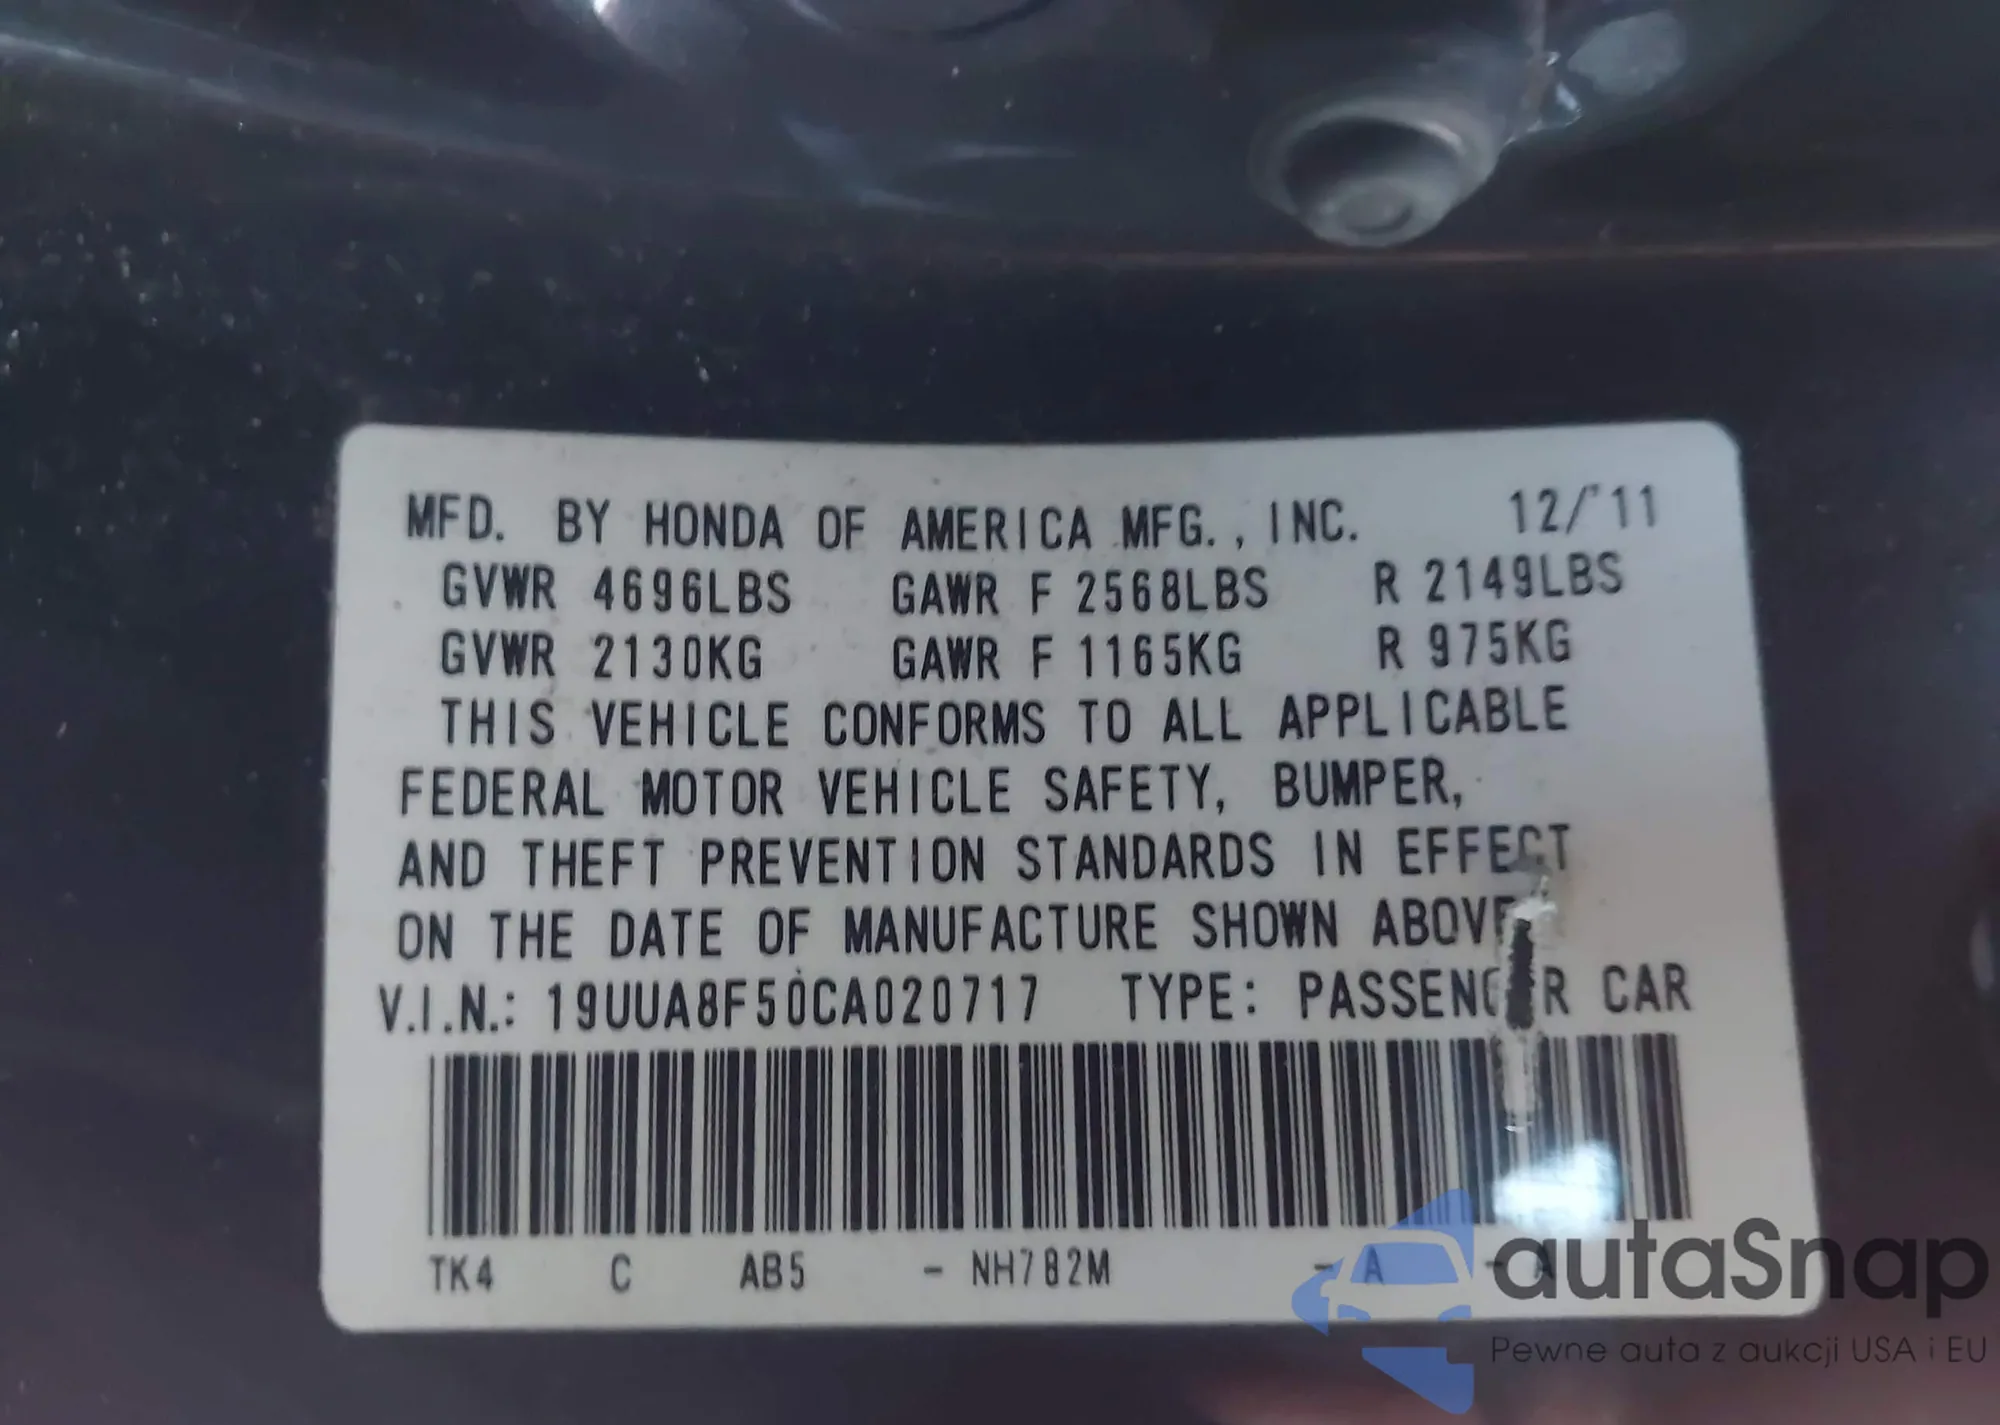 MFD. BY HONDA OF AMERICA MFG., INC. 12/'11
GVWR 4696LBS GAWR F 2568LBS R 2149LBS
GVWR 2130KG GAWR F 1165KG R 975KG
THIS VEHICLE CONFORMS TO ALL APPLICABLE
FEDERAL MOTOR VEHICLE SAFETY, BUMPER,
AND THEFT PREVENTION STANDARDS IN EFFECT
ON THE DATE OF MANUFACTURE SHOWN ABOVE
V.I.N.: 19UUA8F50CA020717 TYPE: PASSENGER CAR
TK4 C AB5 - NH782M - A - A
autaSnap
Pewne auta z aukcji USA i EU